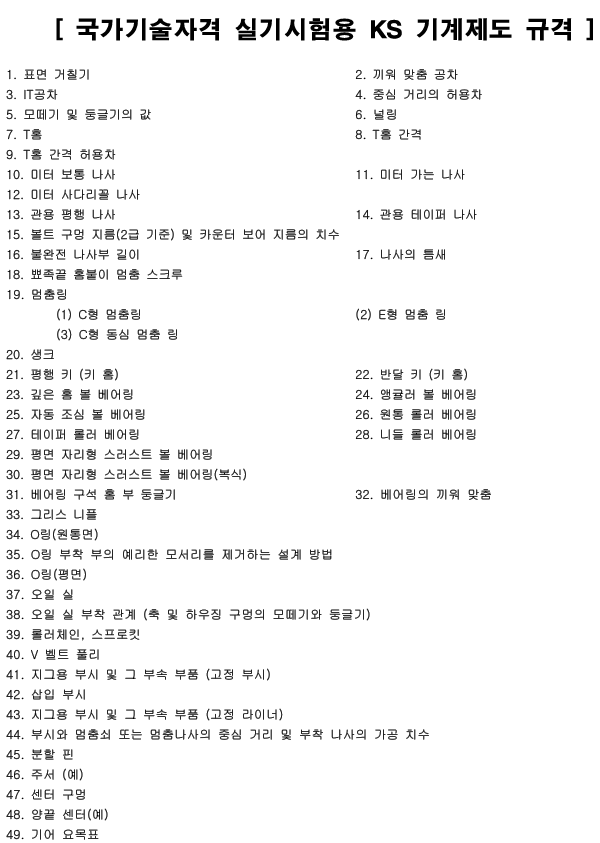 [ 국가기술자격 실기시험용 KS 기계제도 규격 ]
1. 표면 거칠기 2. 끼워 맞춤 공차
3. IT공차 4. 중심 거리의 허용차
5. 모떼기 및 둥글기의 값 6. 널링
7. T홈 8. T홈 간격
9. T홈 간격 허용차
10. 미터 보통 나사 11. 미터 가는 나사
12. 미터 사다리꼴 나사
13. 관용 평행 나사 14. 관용 테이퍼 나사
15. 볼트 구멍 지름(2급 기준) 및 카운터 보어 지름의 치수
16. 불완전 나사부 길이 17. 나사의 틈새
18. 뾰족끝 홈붙이 멈춤 스크루
19. 멈춤링
(1) C형 멈춤링 (2) E형 멈춤 링
(3) C형 동심 멈춤 링
20. 생크
21. 평행 키 (키 홈) 22. 반달 키 (키 홈)
23. 깊은 홈 볼 베어링 24. 앵귤러 볼 베어링
25. 자동 조심 볼 베어링 26. 원통 롤러 베어링
27. 테이퍼 롤러 베어링 28. 니들 롤러 베어링
29. 평면 자리형 스러스트 볼 베어링
30. 평면 자리형 스러스트 볼 베어링(복식)
31. 베어링 구석 홈 부 둥글기 32. 베어링의 끼워 맞춤
33. 그리스 니플
34. O링(원통면)
35. O링 부착 부의 예리한 모서리를 제거하는 설계 방법
36. O링(평면)
37. 오일 실
38. 오일 실 부착 관계 (축 및 하우징 구멍의 모떼기와 둥글기)
39. 롤러체인, 스프로킷
40. V 벨트 풀리
41. 지그용 부시 및 그 부속 부품 (고정 부시)
42. 삽입 부시
43. 지그용 부시 및 그 부속 부품 (고정 라이너)
44. 부시와 멈춤쇠 또는 멈춤나사의 중심 거리 및 부착 나사의 가공 치수
45. 분할 핀
46. 주서 (예)
47. 센터 구멍
48. 양끝 센터(예)
49. 기어 요목표